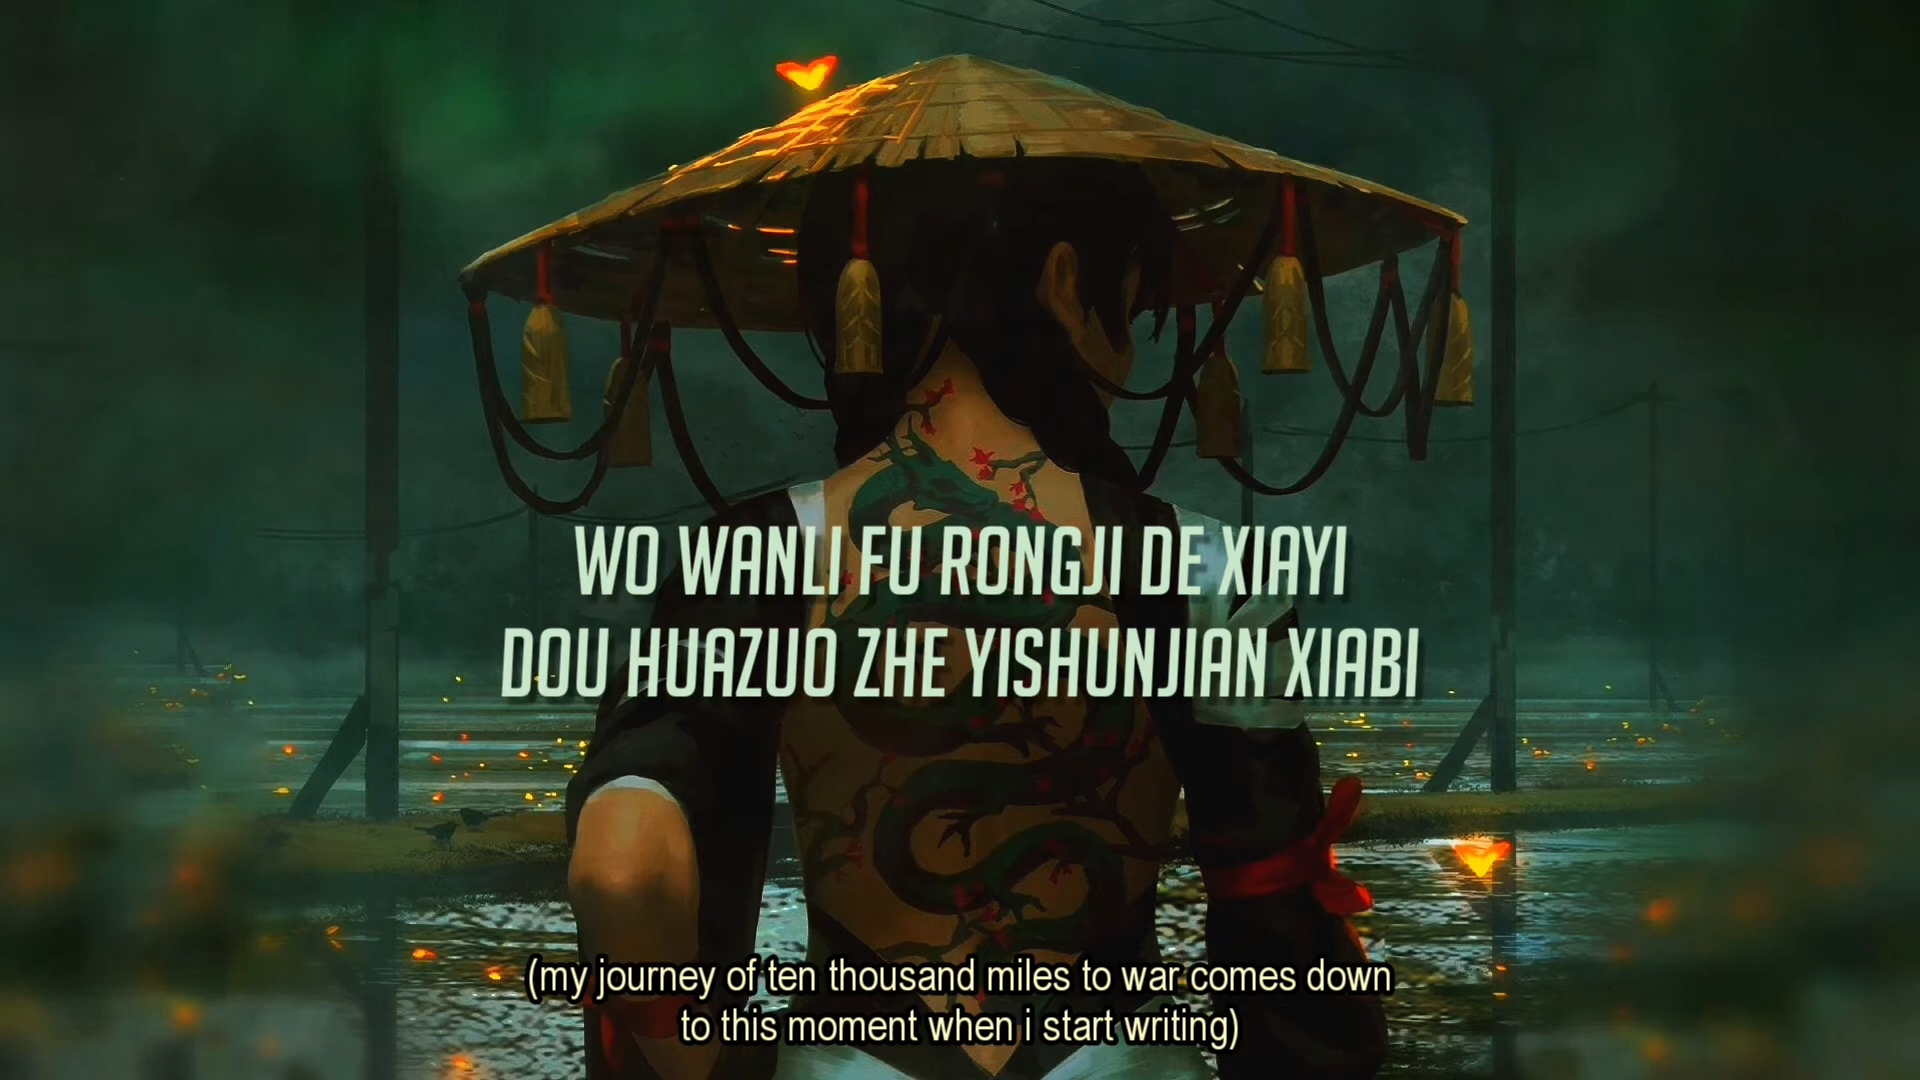 WO WANLI FU RONGJI DE XIAYI
DOU HUAZUO ZHE YISHUNJIAN XIABI
(my journey of ten thousand miles to war comes down
to this moment when i start writing)